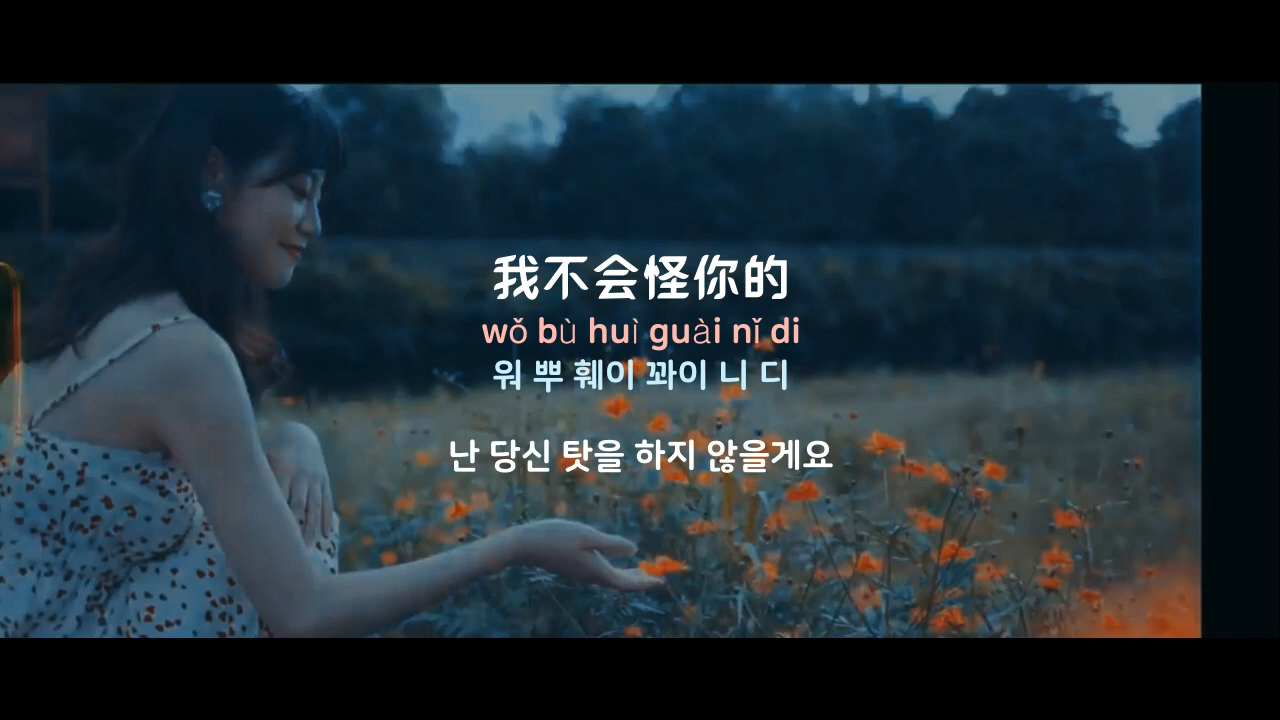 我不会怪你的
wǒ bù huì guài nǐ di
워 뿌 훼이 꽈이 니 디
난 당신 탓을 하지 않을게요